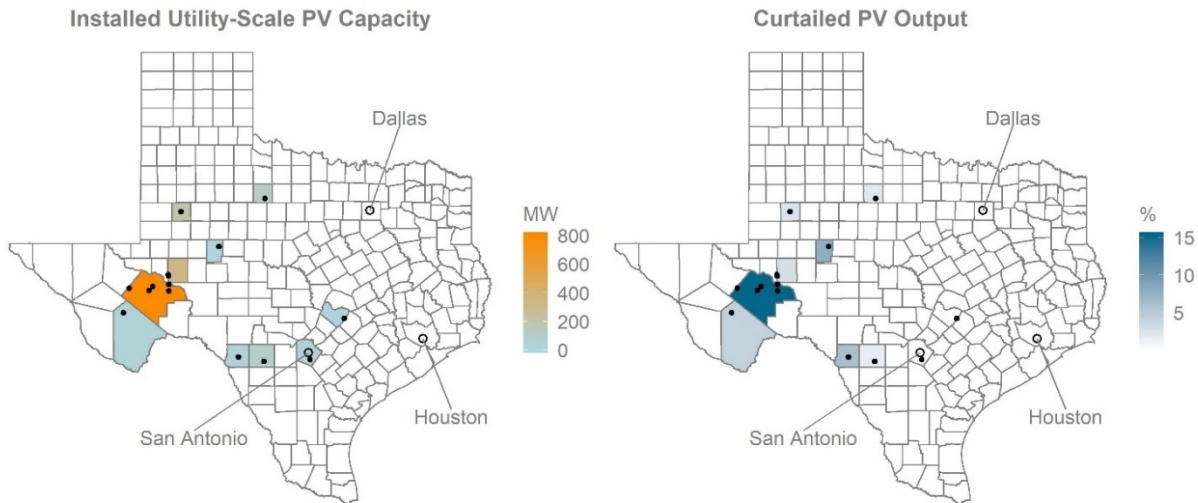 Installed Utility-Scale PV Capacity
Dallas
MW
800
600
400
200
0
San Antonio
Houston
Curtailed PV Output
Dallas
%
15
10
5
San Antonio
Houston